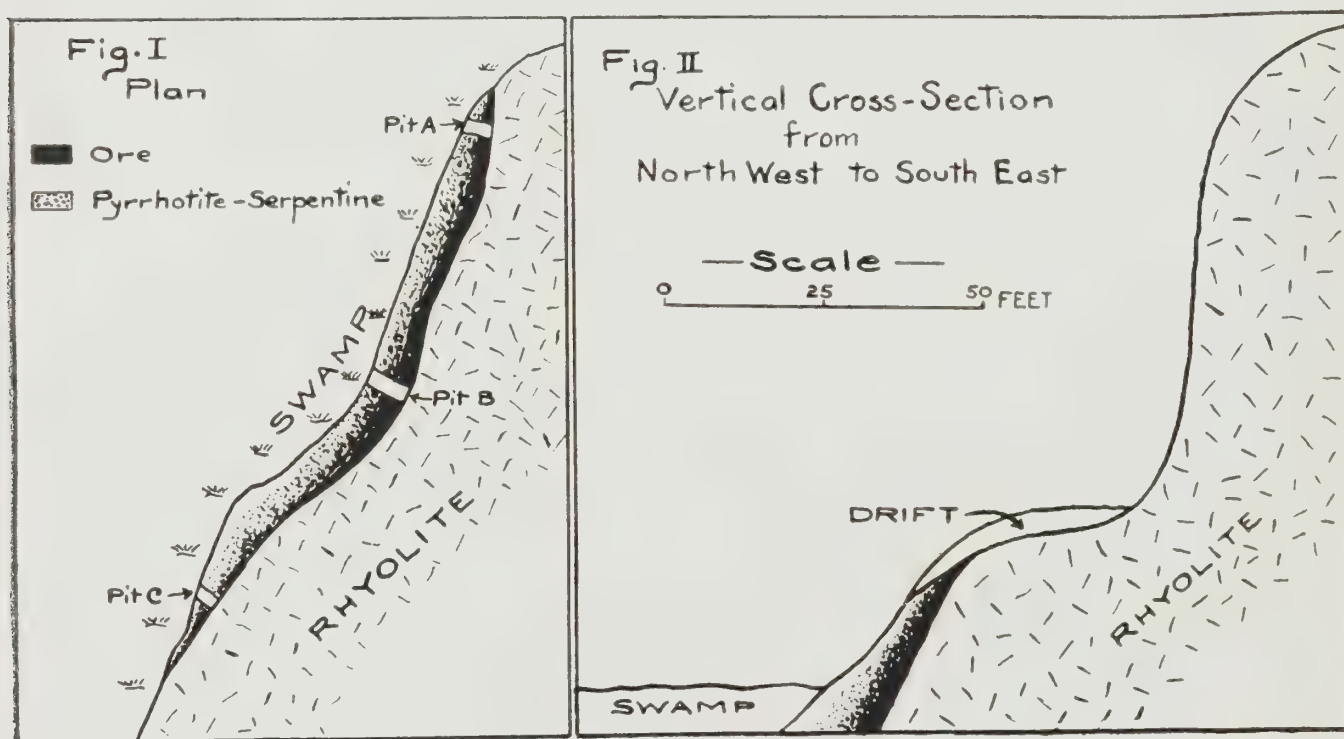 Fig. I
Plan
Ore
Pyrrhotite-Serpentine
Pit A
SWAMP
Pit B
Pit C
RHYOLITE
Fig. II
Vertical Cross-Section
from
North West to South East
— Scale —
0 25 50 FEET
DRIFT
RHYOLITE
SWAMP